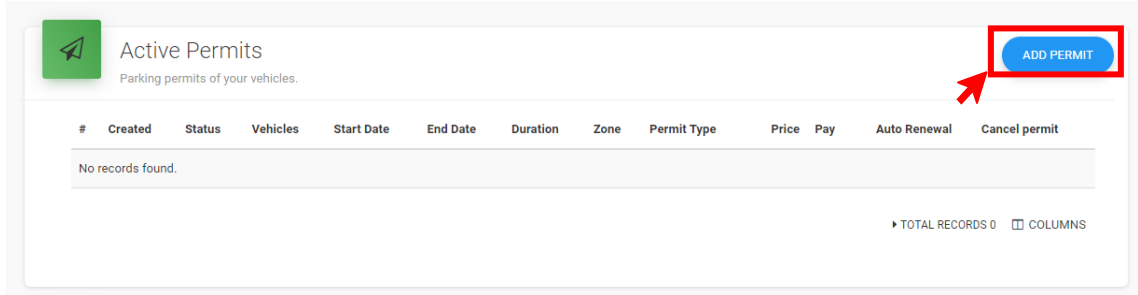 Active Permits
ADD PERMIT
Parking permits of your vehicles.
# Created Status Vehicles Start Date End Date Duration Zone Permit Type Price Pay Auto Renewal Cancel permit
No records found.
TOTAL RECORDS 0 COLUMNS